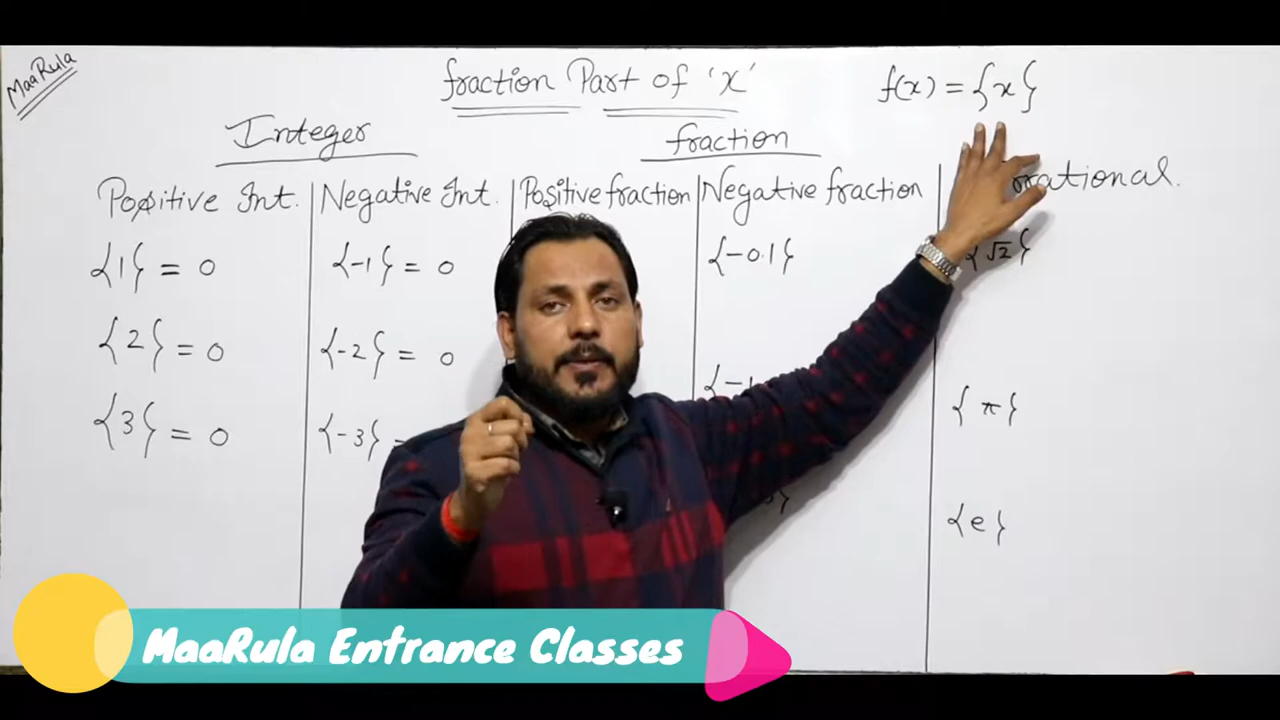 MaaRula
fraction Part of 'x'
f(x) = {x}
Integer
fraction
Positive Int.
Negative Int.
Positive fraction
Negative fraction
{1} = 0
{-1} = 0
{-0.1}
{√2}
{2} = 0
{-2} = 0
{π}
{3} = 0
{-3} =
{e}
MaaRula Entrance Classes